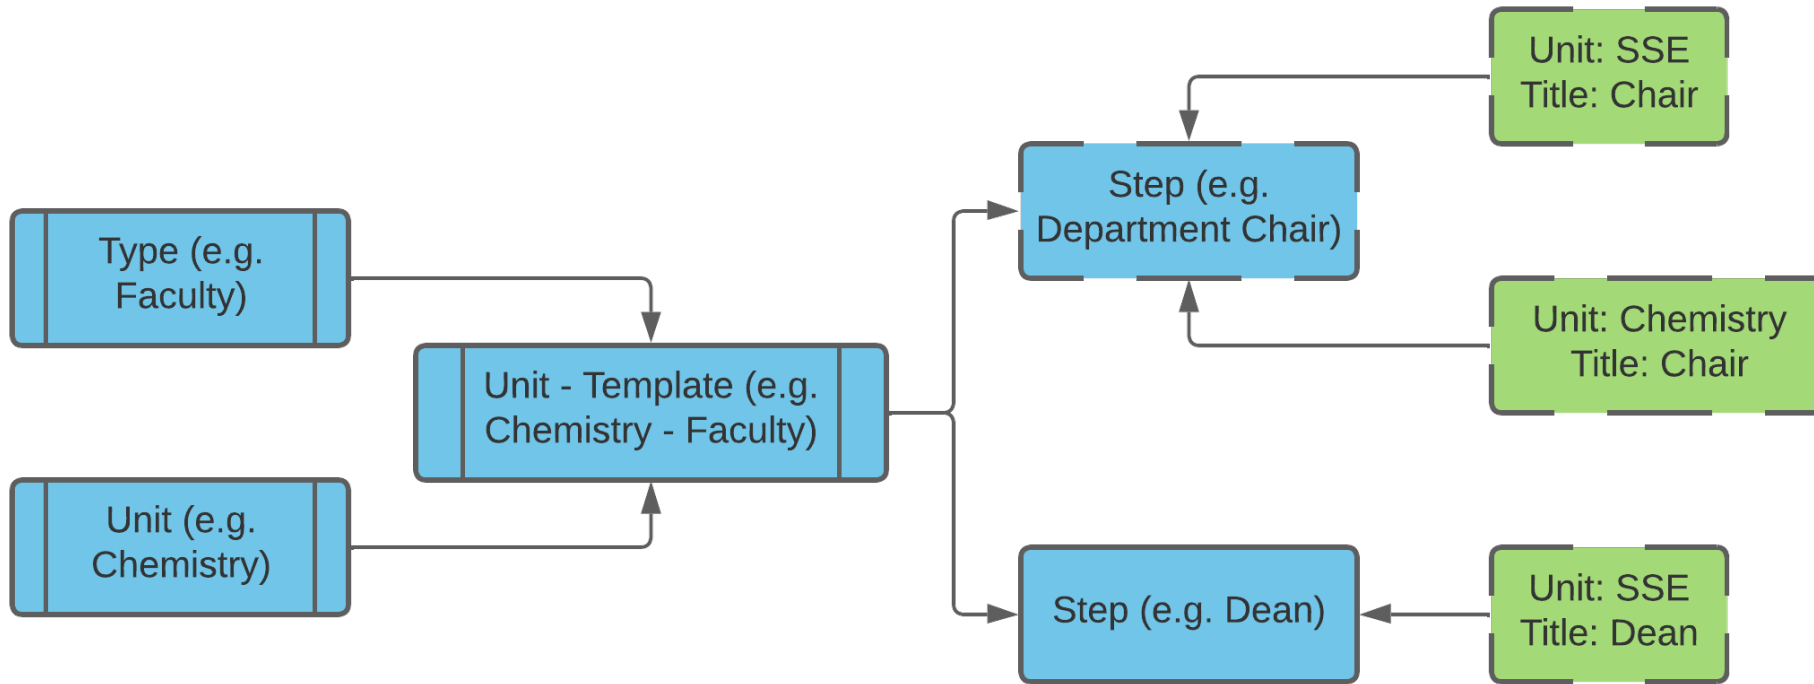 Type (e.g.
Faculty)
Unit (e.g.
Chemistry)
Unit - Template (e.g.
Chemistry - Faculty)
Step (e.g.
Department Chair)
Step (e.g. Dean)
Unit: SSE
Title: Chair
Unit: Chemistry
Title: Chair
Unit: SSE
Title: Dean